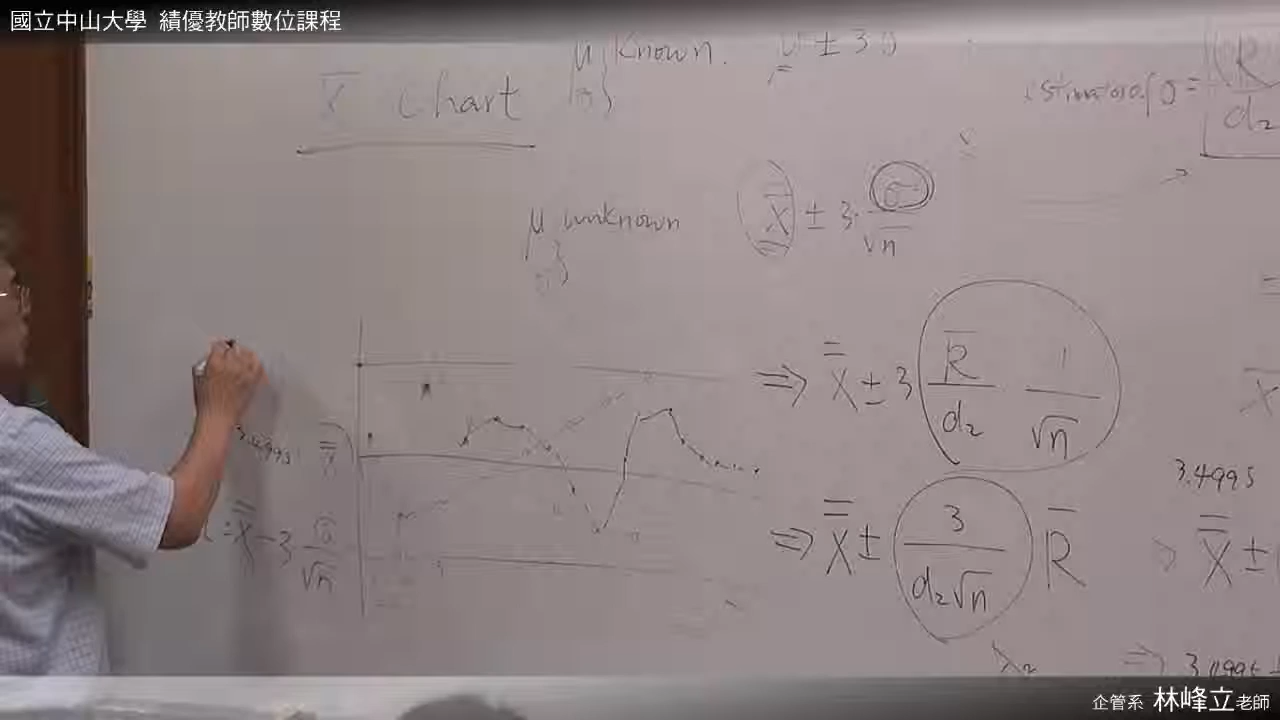 國立中山大學 績優教師數位課程
μ known. μ ± 3σ
X̄ chart
σ = R̄ / d₂
μ unknown X̿ ± 3·σ/√n
⇒ X̿ ± 3 R̄/d₂ 1/√n
3.4995 X̿
3.4995
= X̿ - 3 σ/√n
⇒ X̿ ± 3/(d₂√n) R̄
⇒ X̿ ±
⇒ 3.4995 ±
企管系 林峰立老師